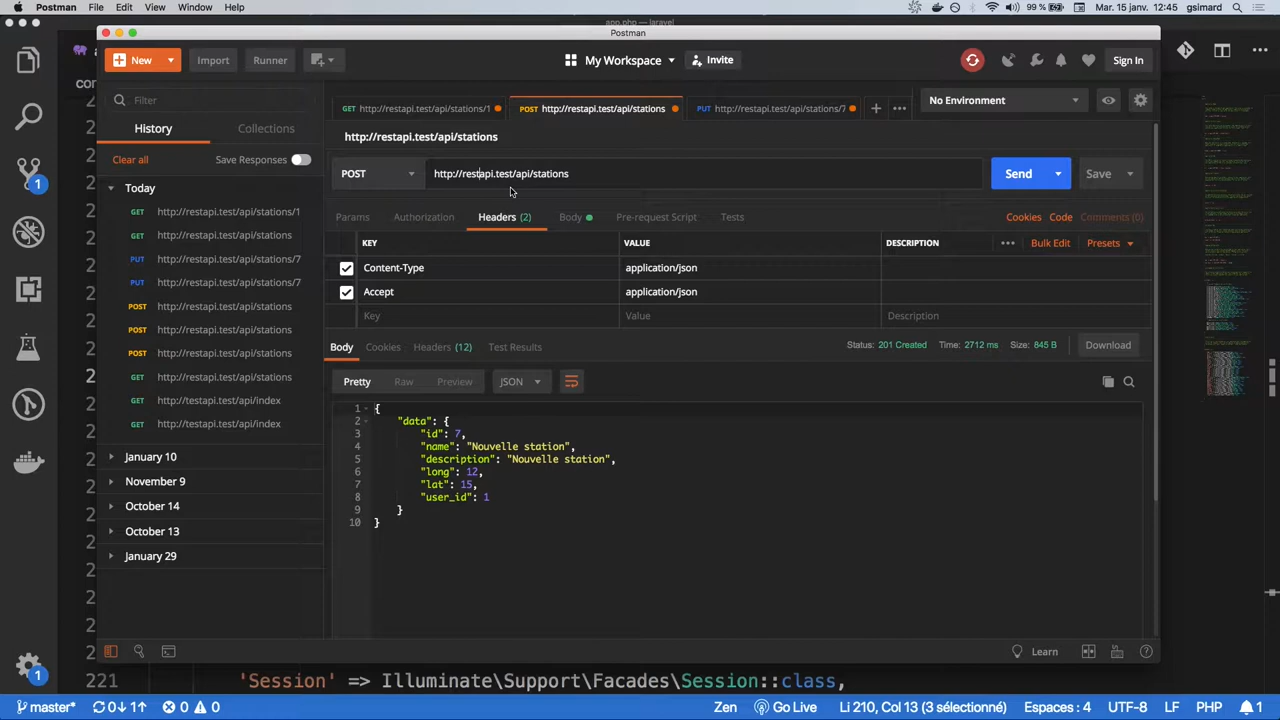 Postman File Edit View Window Help 99 % Mar. 15 janv. 12:45 gsimard
app.php — laravel
Postman
New Import Runner My Workspace Invite Sign In
Filter
History Collections
Clear all Save Responses
Today
GET http://restapi.test/api/stations/1
GET http://restapi.test/api/stations
PUT http://restapi.test/api/stations/7
PUT http://restapi.test/api/stations/7
POST http://restapi.test/api/stations
POST http://restapi.test/api/stations
POST http://restapi.test/api/stations
GET http://restapi.test/api/stations
GET http://restapi.test/api/index
GET http://testapi.test/api/index
January 10
November 9
October 14
October 13
January 29
GET http://restapi.test/api/stations/1 POST http://restapi.test/api/stations PUT http://restapi.test/api/stations/7 No Environment
http://restapi.test/api/stations
POST http://restapi.test/api/stations Send Save
Params Authorization Headers (2) Body Pre-request Script Tests Cookies Code Comments (0)
KEY VALUE DESCRIPTION Bulk Edit Presets
Content-Type application/json
Accept application/json
Key Value Description
Body Cookies Headers (12) Test Results Status: 201 Created Time: 2712 ms Size: 845 B Download
Pretty Raw Preview JSON
1 {
2 "data": {
3 "id": 7,
4 "name": "Nouvelle station",
5 "description": "Nouvelle station",
6 "long": 12,
7 "lat": 15,
8 "user_id": 1
9 }
10 }
Learn
221 'Session' => Illuminate\Support\Facades\Session::class,
master* 0↓ 1↑ 0 0 Zen Go Live Li 210, Col 13 (3 sélectionné) Espaces : 4 UTF-8 LF PHP 1